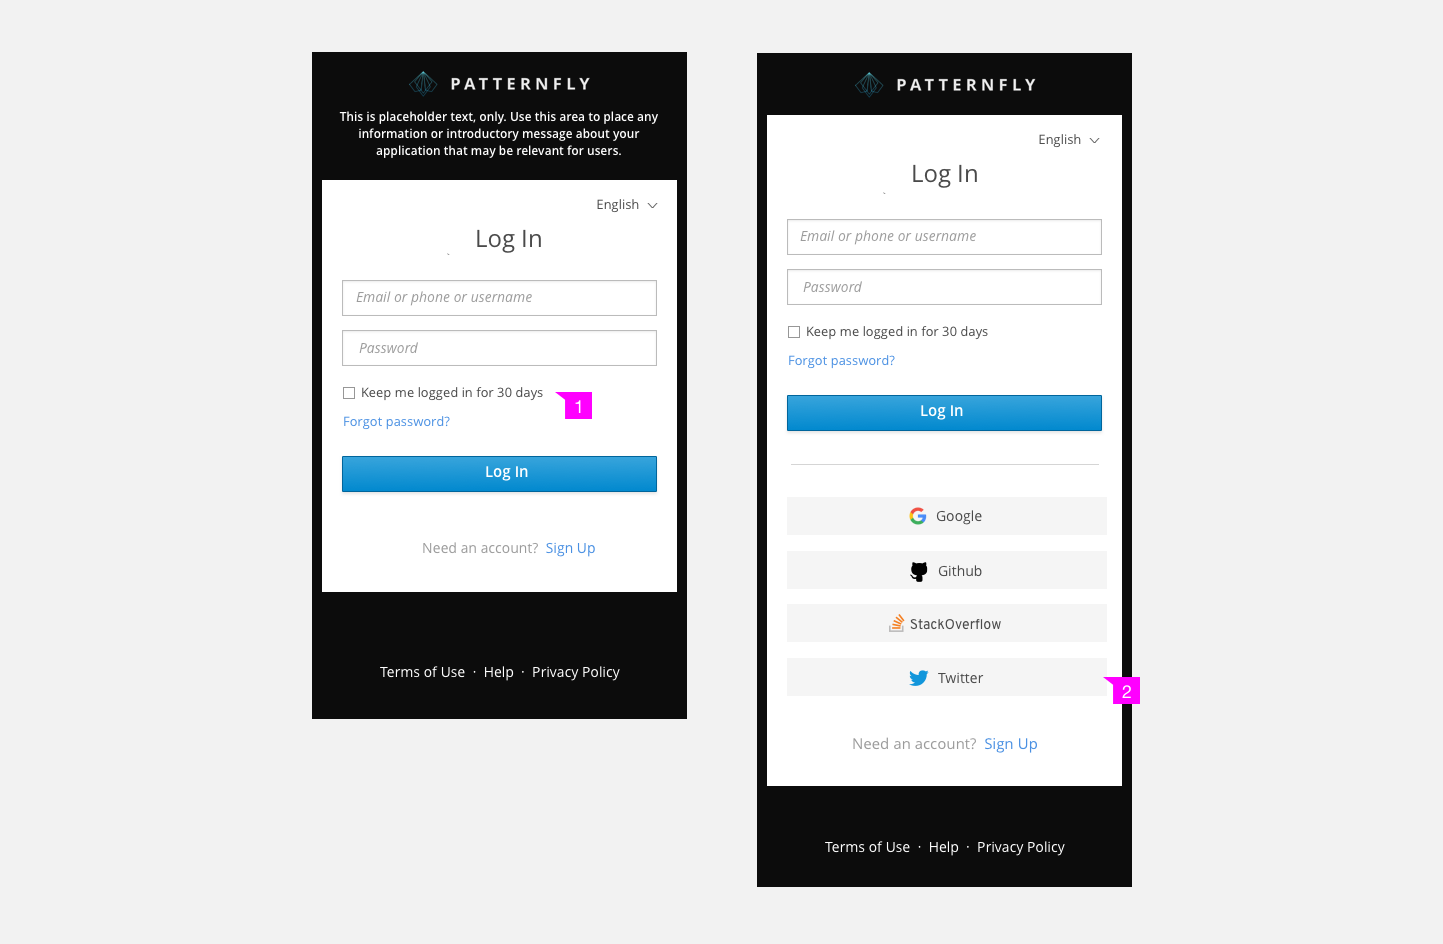 PATTERNFLY
This is placeholder text, only. Use this area to place any
information or introductory message about your
application that may be relevant for users.
English
Log In
Email or phone or username
Password
Keep me logged in for 30 days
1
Forgot password?
Log In
Need an account? Sign Up
Terms of Use · Help · Privacy Policy
PATTERNFLY
English
Log In
Email or phone or username
Password
Keep me logged in for 30 days
Forgot password?
Log In
Google
Github
StackOverflow
Twitter
2
Need an account? Sign Up
Terms of Use · Help · Privacy Policy